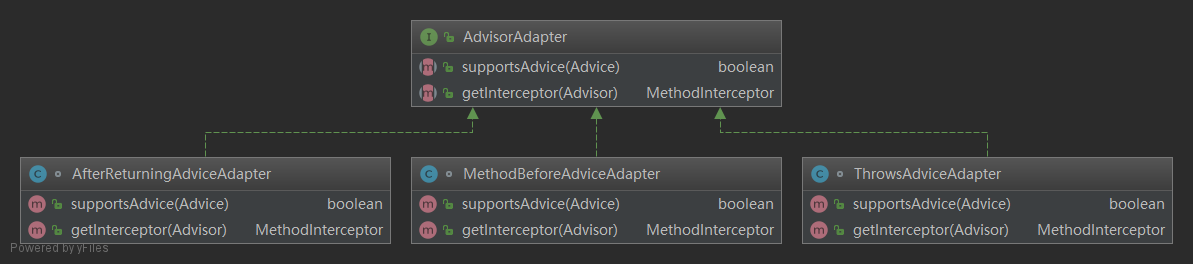 AdvisorAdapter
supportsAdvice(Advice) boolean
getInterceptor(Advisor) MethodInterceptor
AfterReturningAdviceAdapter
supportsAdvice(Advice) boolean
getInterceptor(Advisor) MethodInterceptor
MethodBeforeAdviceAdapter
supportsAdvice(Advice) boolean
getInterceptor(Advisor) MethodInterceptor
ThrowsAdviceAdapter
supportsAdvice(Advice) boolean
getInterceptor(Advisor) MethodInterceptor
Powered by yFiles